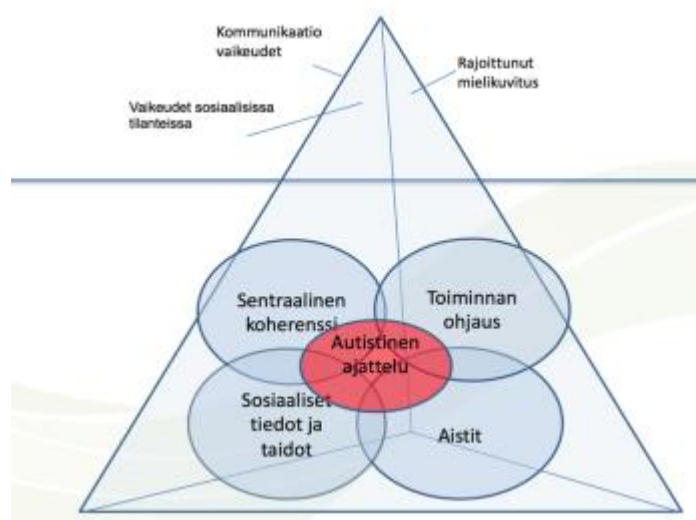 Kommunikaatio
vaikeudet
Rajoittunut
mielikuvitus
Vaikeudet sosiaalisissa
tilanteissa
Sentraalinen
koherenssi
Toiminnan
ohjaus
Autistinen
ajattelu
Sosiaaliset
tiedot ja
taidot
Aistit